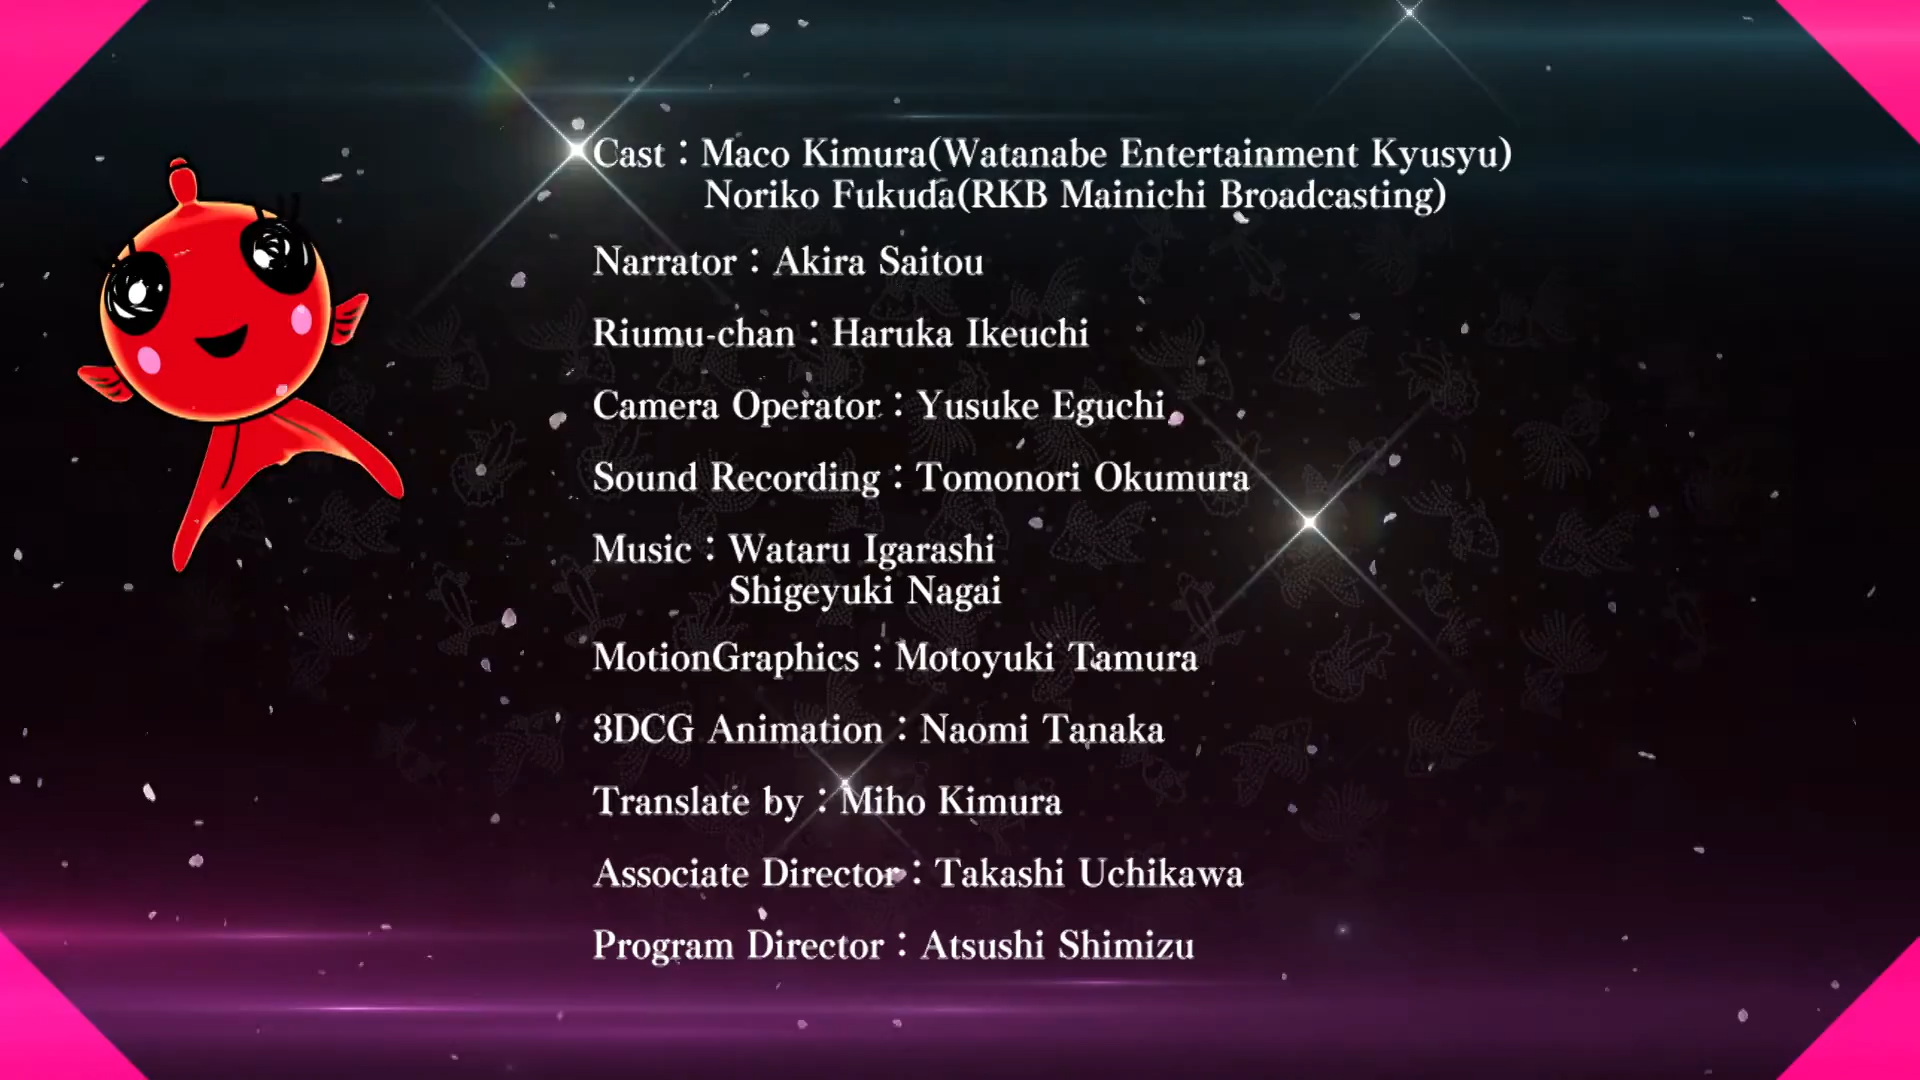 Cast：Maco Kimura(Watanabe Entertainment Kyusyu)
Noriko Fukuda(RKB Mainichi Broadcasting)
Narrator：Akira Saitou
Riumu-chan：Haruka Ikeuchi
Camera Operator：Yusuke Eguchi
Sound Recording：Tomonori Okumura
Music：Wataru Igarashi
Shigeyuki Nagai
MotionGraphics：Motoyuki Tamura
3DCG Animation：Naomi Tanaka
Translate by：Miho Kimura
Associate Director：Takashi Uchikawa
Program Director：Atsushi Shimizu